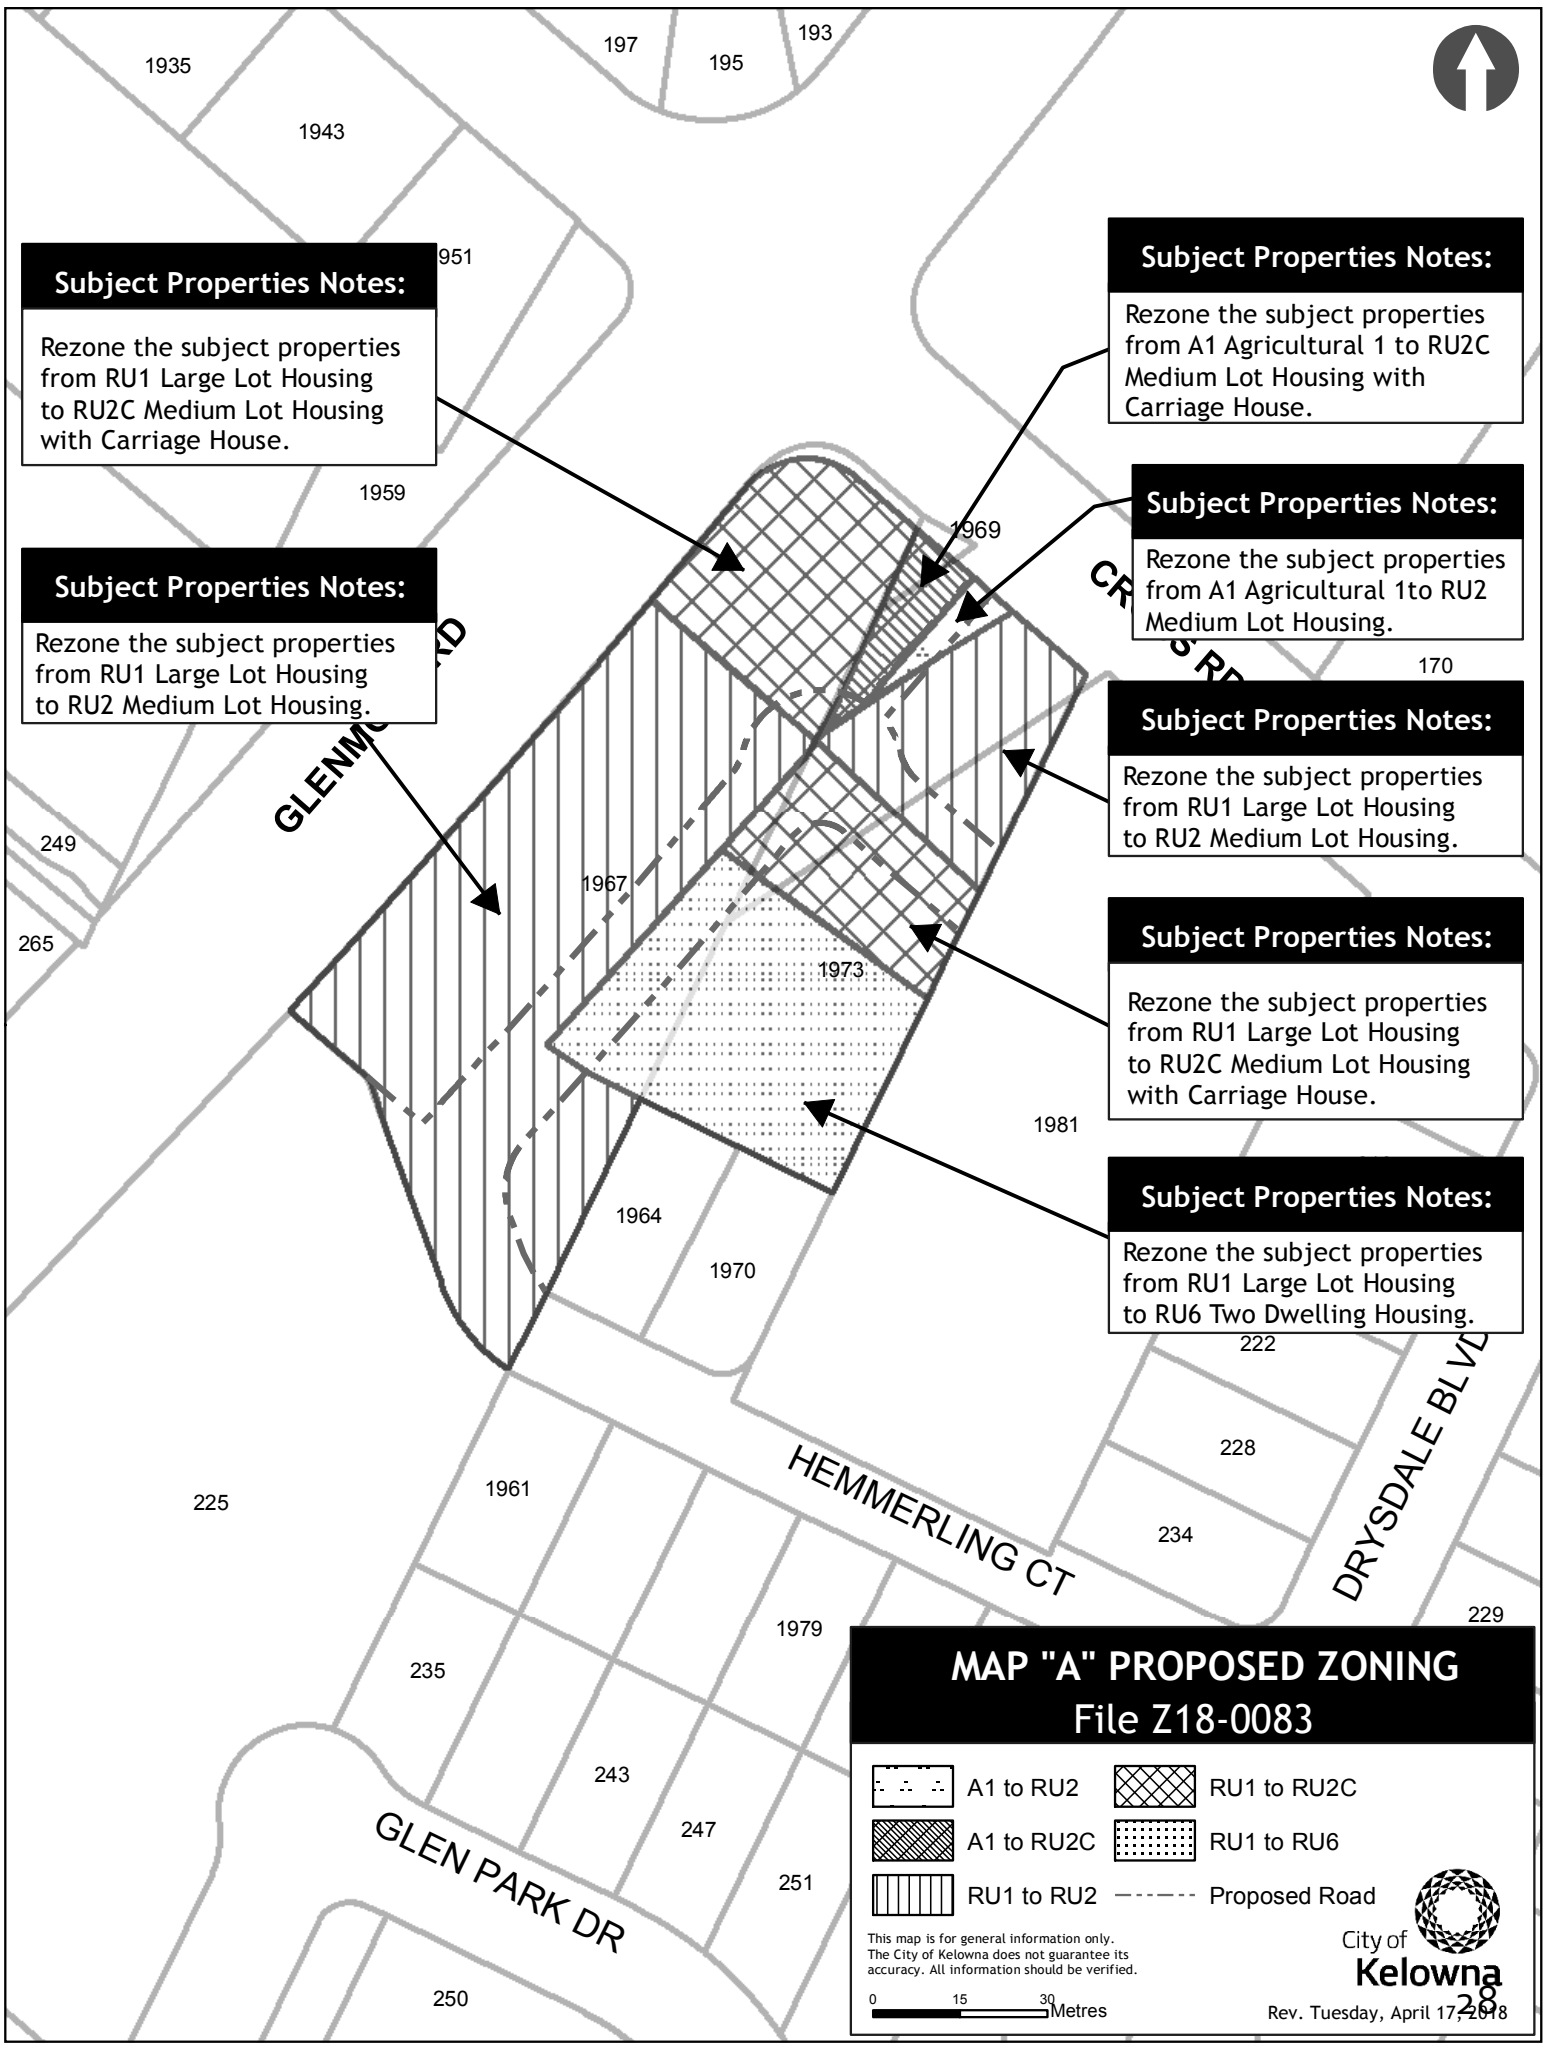 197
195
193
1935
1943
951
Subject Properties Notes:
Rezone the subject properties
from RU1 Large Lot Housing
to RU2C Medium Lot Housing
with Carriage House.
Subject Properties Notes:
Rezone the subject properties
from A1 Agricultural 1 to RU2C
Medium Lot Housing with
Carriage House.
1959
1969
Subject Properties Notes:
Rezone the subject properties
from A1 Agricultural 1to RU2
Medium Lot Housing.
Subject Properties Notes:
Rezone the subject properties
from RU1 Large Lot Housing
to RU2 Medium Lot Housing.
170
Subject Properties Notes:
Rezone the subject properties
from RU1 Large Lot Housing
to RU2 Medium Lot Housing.
249
1967
265
1973
Subject Properties Notes:
Rezone the subject properties
from RU1 Large Lot Housing
to RU2C Medium Lot Housing
with Carriage House.
1981
Subject Properties Notes:
Rezone the subject properties
from RU1 Large Lot Housing
to RU6 Two Dwelling Housing.
1964
1970
222
228
234
DRYSDALE BLVD
HEMMERLING CT
225
1961
1979
229
235
243
247
251
GLEN PARK DR
250
MAP "A" PROPOSED ZONING
File Z18-0083
A1 to RU2
RU1 to RU2C
A1 to RU2C
RU1 to RU6
RU1 to RU2
Proposed Road
This map is for general information only.
The City of Kelowna does not guarantee its
accuracy. All information should be verified.
City of
Kelowna
0 15 30 Metres
Rev. Tuesday, April 17, 2018
28